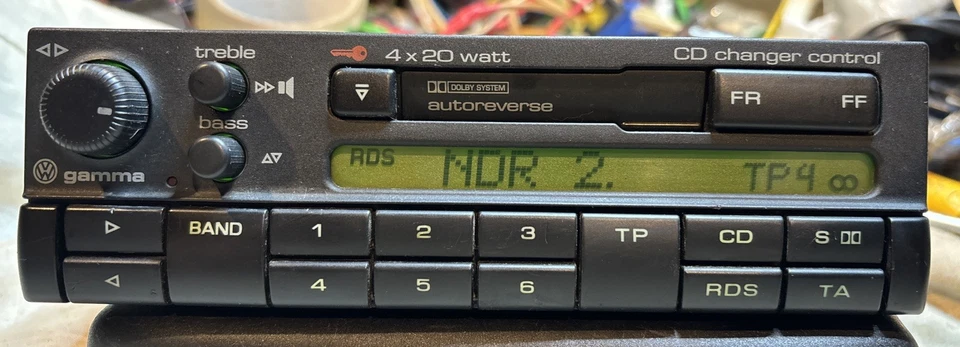 treble
4 x 20 watt
CD changer control
DOLBY SYSTEM
autoreverse
FR
FF
bass
VW gamma
RDS
NDR 2.
TP4 ∞
BAND
1
2
3
TP
CD
S
4
5
6
RDS
TA